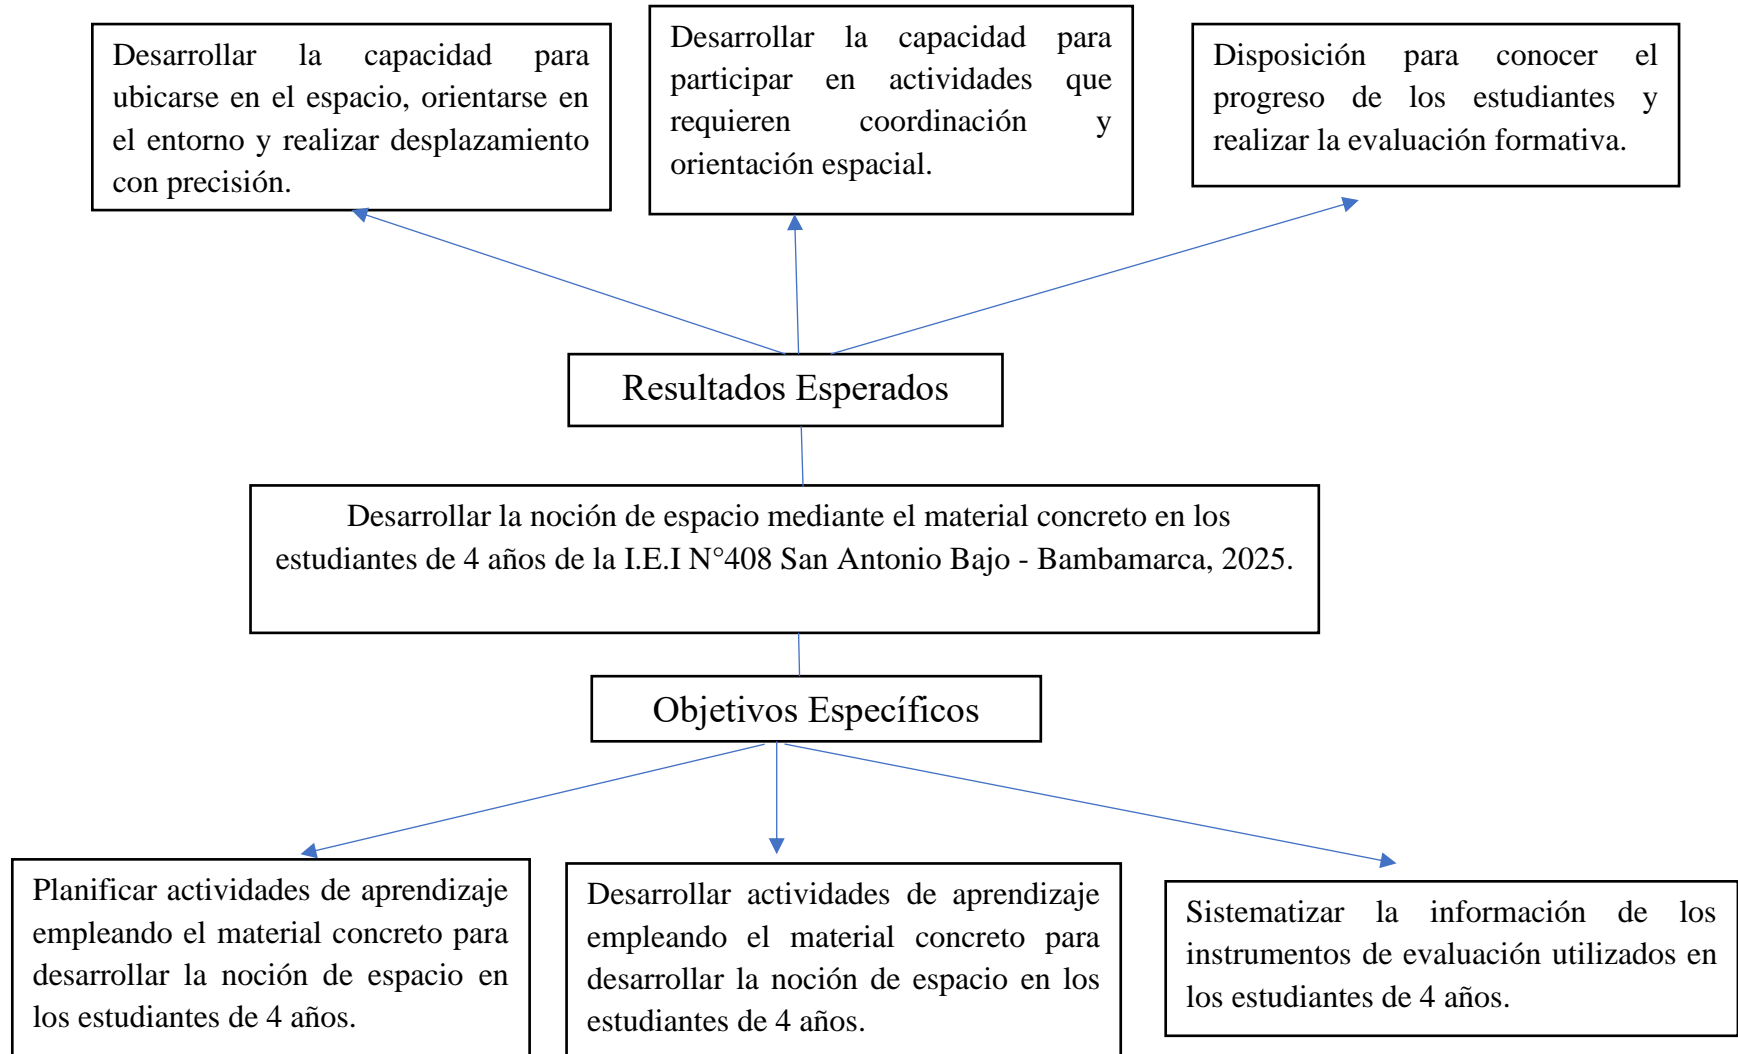 Desarrollar la capacidad para
ubicarse en el espacio, orientarse en
el entorno y realizar desplazamiento
con precisión.
Desarrollar la capacidad para
participar en actividades que
requieren coordinación y
orientación espacial.
Disposición para conocer el
progreso de los estudiantes y
realizar la evaluación formativa.
Resultados Esperados
Desarrollar la noción de espacio mediante el material concreto en los
estudiantes de 4 años de la I.E.I N°408 San Antonio Bajo - Bambamarca, 2025.
Objetivos Específicos
Planificar actividades de aprendizaje
empleando el material concreto para
desarrollar la noción de espacio en
los estudiantes de 4 años.
Desarrollar actividades de aprendizaje
empleando el material concreto para
desarrollar la noción de espacio en los
estudiantes de 4 años.
Sistematizar la información de los
instrumentos de evaluación utilizados en
los estudiantes de 4 años.